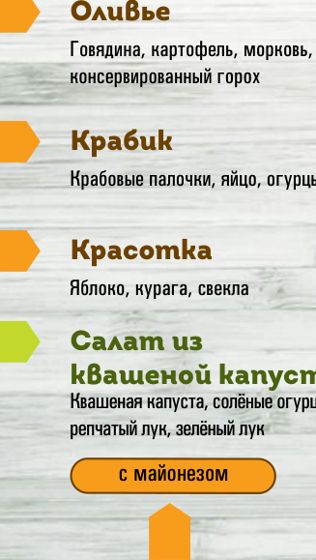 Оливье
Говядина, картофель, морковь,
консервированный горох
Крабик
Крабовые палочки, яйцо, огурцы
Красотка
Яблоко, курага, свекла
Салат из
квашеной капуст
Квашеная капуста, солёные огурц
репчатый лук, зелёный лук
с майонезом